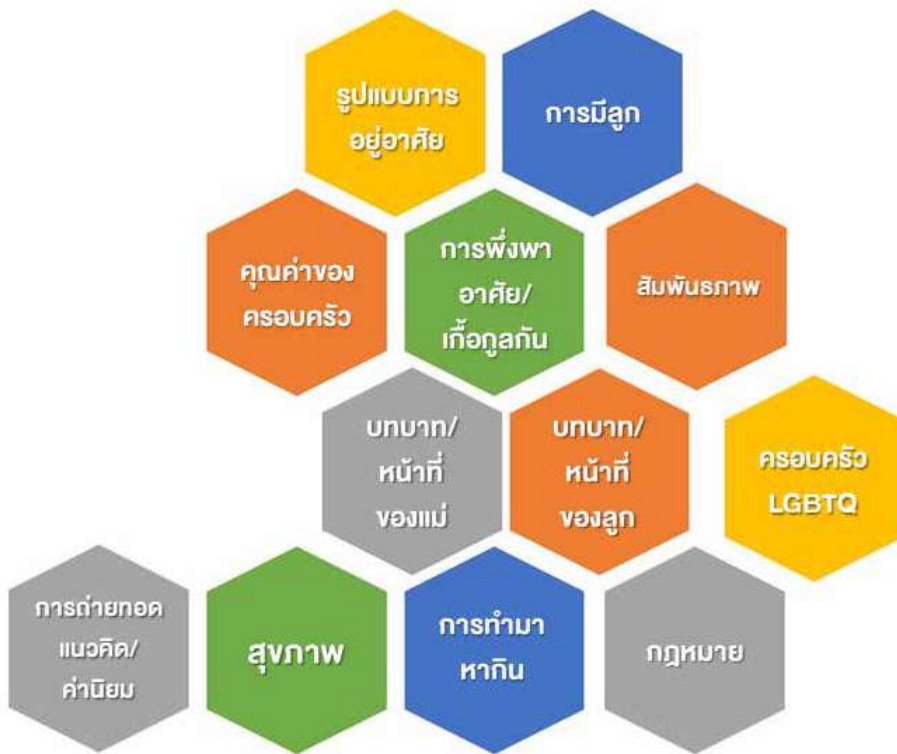 รูปแบบการ
อยู่อาศัย
การมีลูก
คุณค่าของ
ครอบครัว
การพึ่งพา
อาศัย/
เกื้อกูลกัน
สัมพันธภาพ
บทบาท/
หน้าที่
ของแม่
บทบาท/
หน้าที่
ของลูก
ครอบครัว
LGBTQ
การถ่ายทอด
แนวคิด/
ค่านิยม
สุขภาพ
การทำมา
หากิน
กฎหมาย